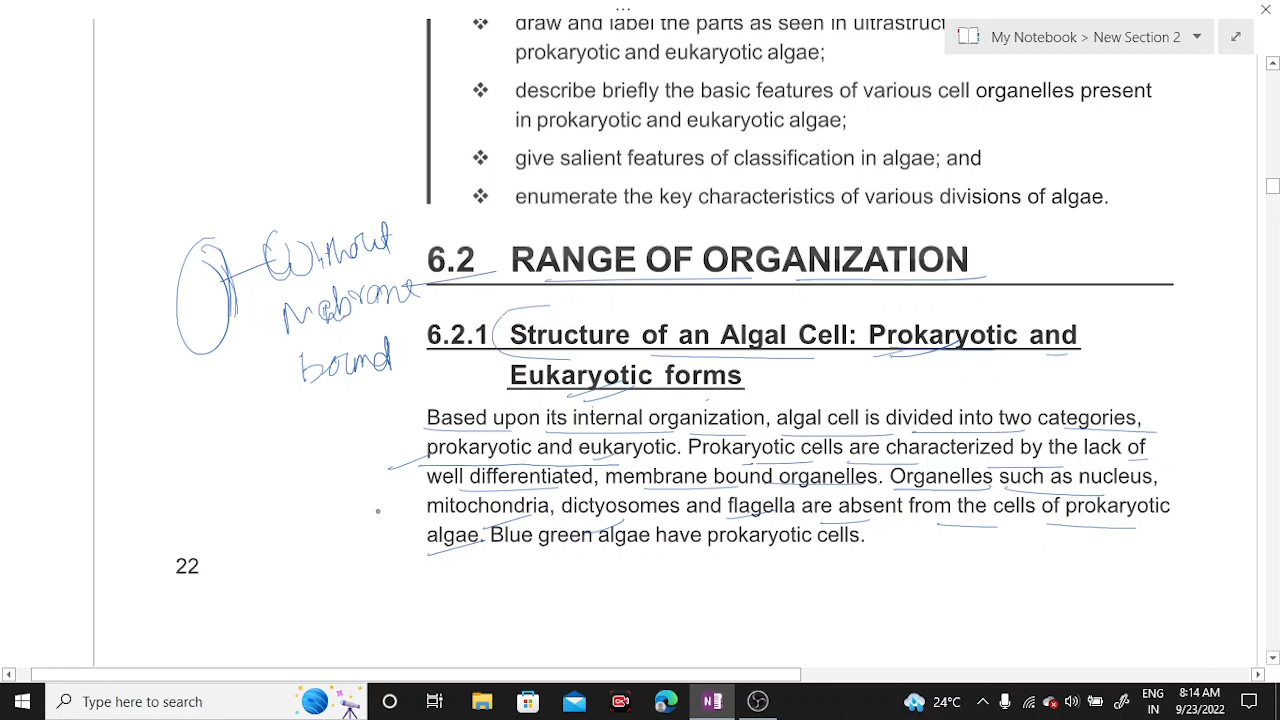 ...
My Notebook > New Section 2
❖ draw and label the parts as seen in ultrastruct
prokaryotic and eukaryotic algae;
❖ describe briefly the basic features of various cell organelles present
in prokaryotic and eukaryotic algae;
❖ give salient features of classification in algae; and
❖ enumerate the key characteristics of various divisions of algae.
Without
bound
6.2 RANGE OF ORGANIZATION
6.2.1 Structure of an Algal Cell: Prokaryotic and
Eukaryotic forms
Based upon its internal organization, algal cell is divided into two categories,
prokaryotic and eukaryotic. Prokaryotic cells are characterized by the lack of
well differentiated, membrane bound organelles. Organelles such as nucleus,
mitochondria, dictyosomes and flagella are absent from the cells of prokaryotic
algae. Blue green algae have prokaryotic cells.
22
Type here to search
24°C
ENG
IN
8:14 AM
9/23/2022